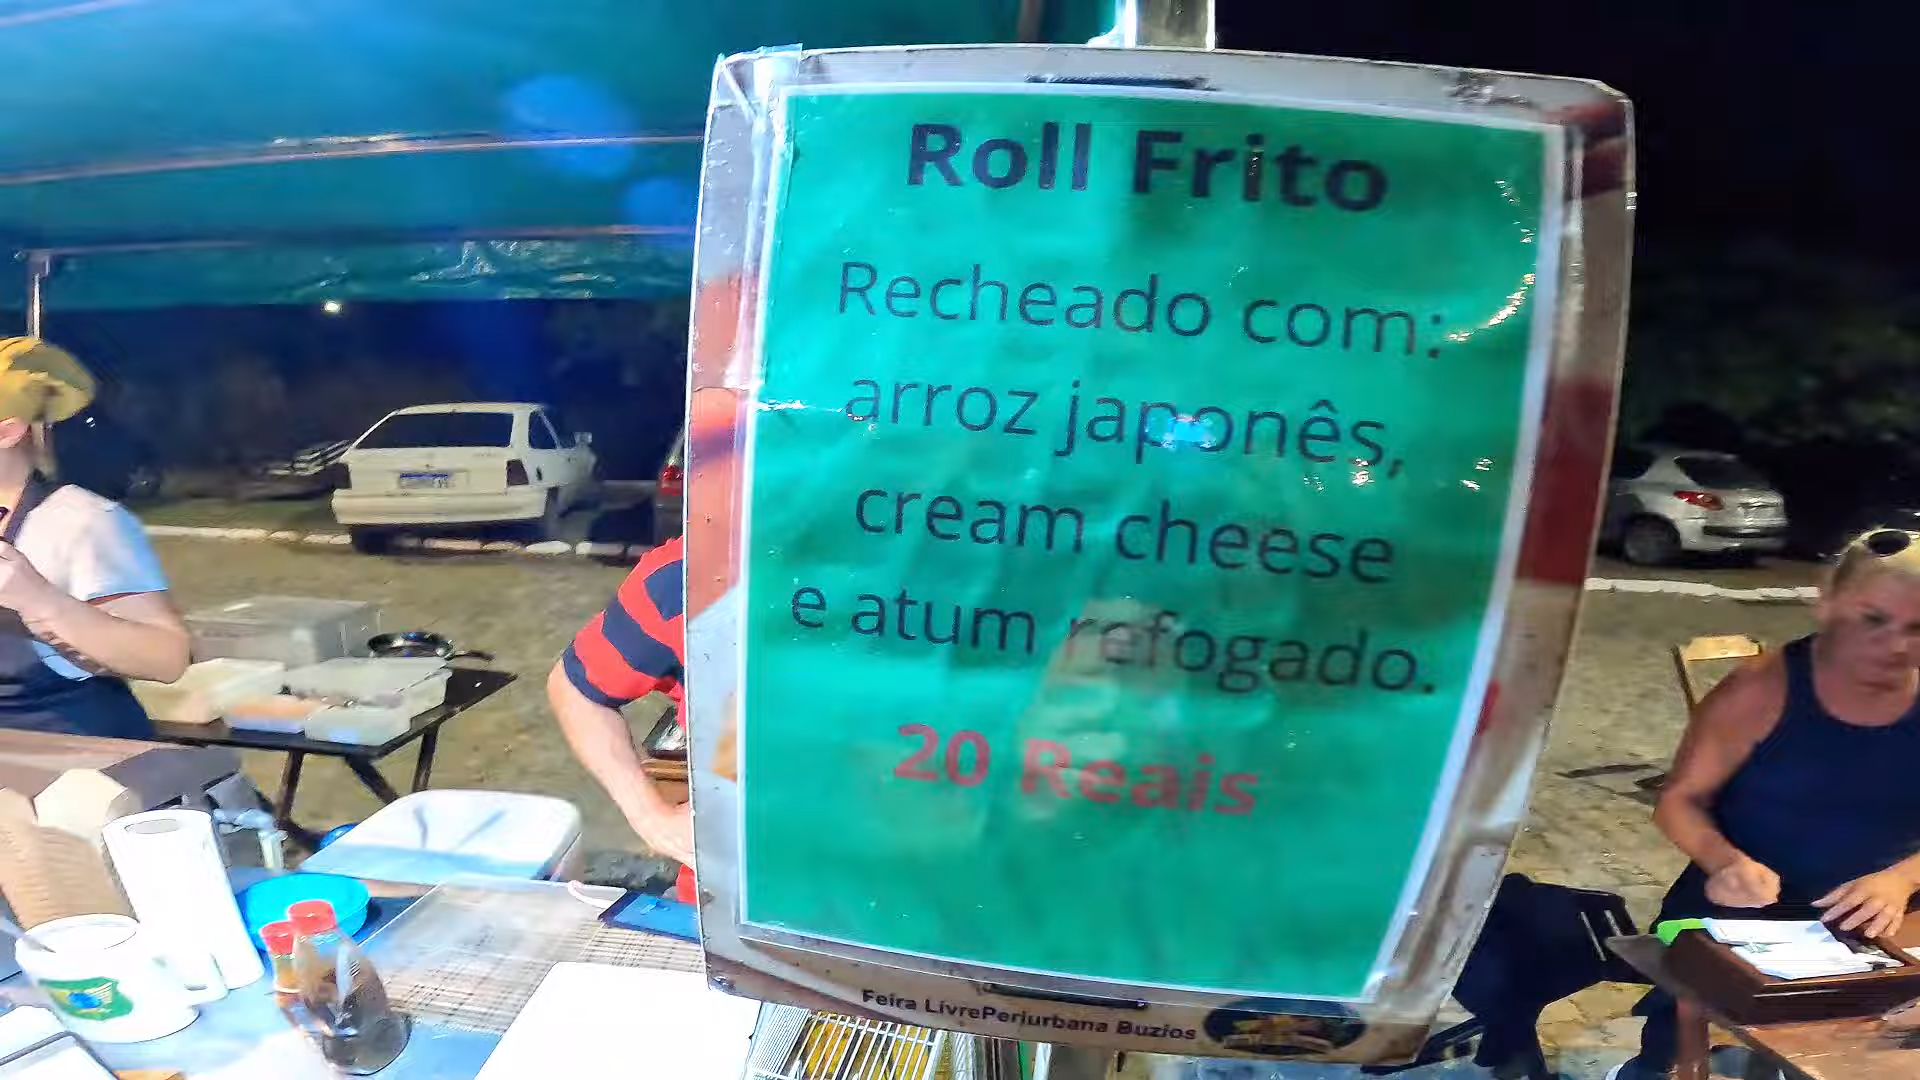 Roll Frito
Recheado com:
arroz japonês,
cream cheese
e atum refogado.
20 Reais
Feira LivrePeriurbana Buzios